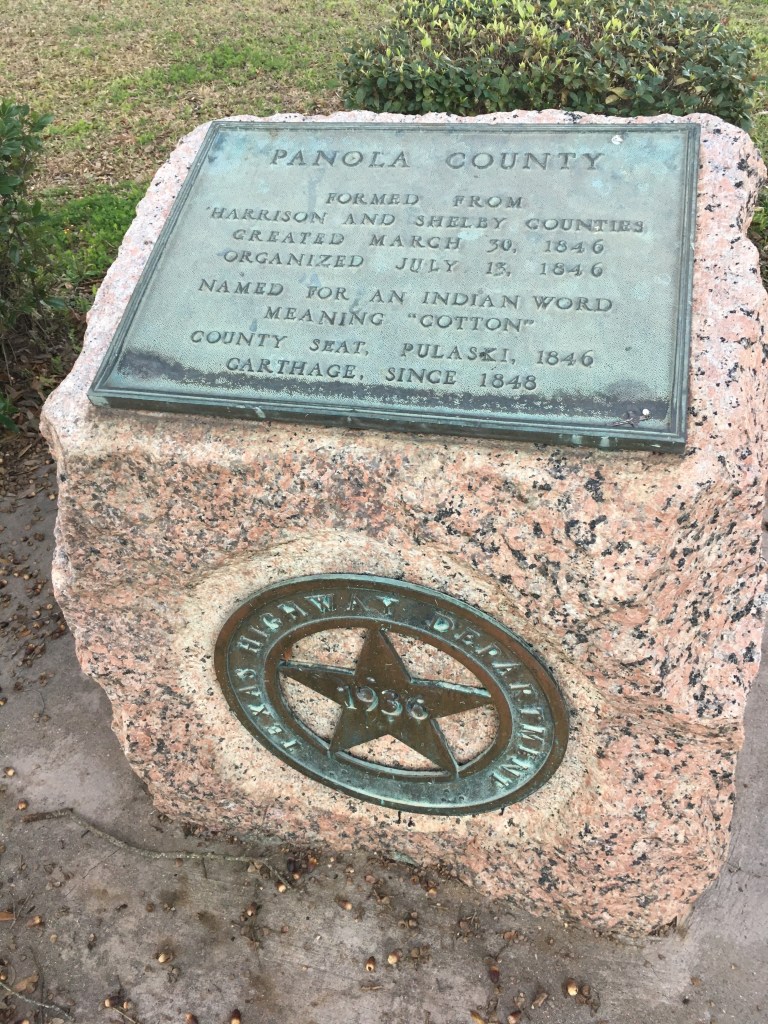 PANOLA COUNTY
FORMED FROM
HARRISON AND SHELBY COUNTIES
CREATED MARCH 30, 1846
ORGANIZED JULY 13, 1846
NAMED FOR AN INDIAN WORD
MEANING "COTTON"
COUNTY SEAT, PULASKI, 1846
CARTHAGE, SINCE 1848
TEXAS HIGHWAY DEPARTMENT
1936